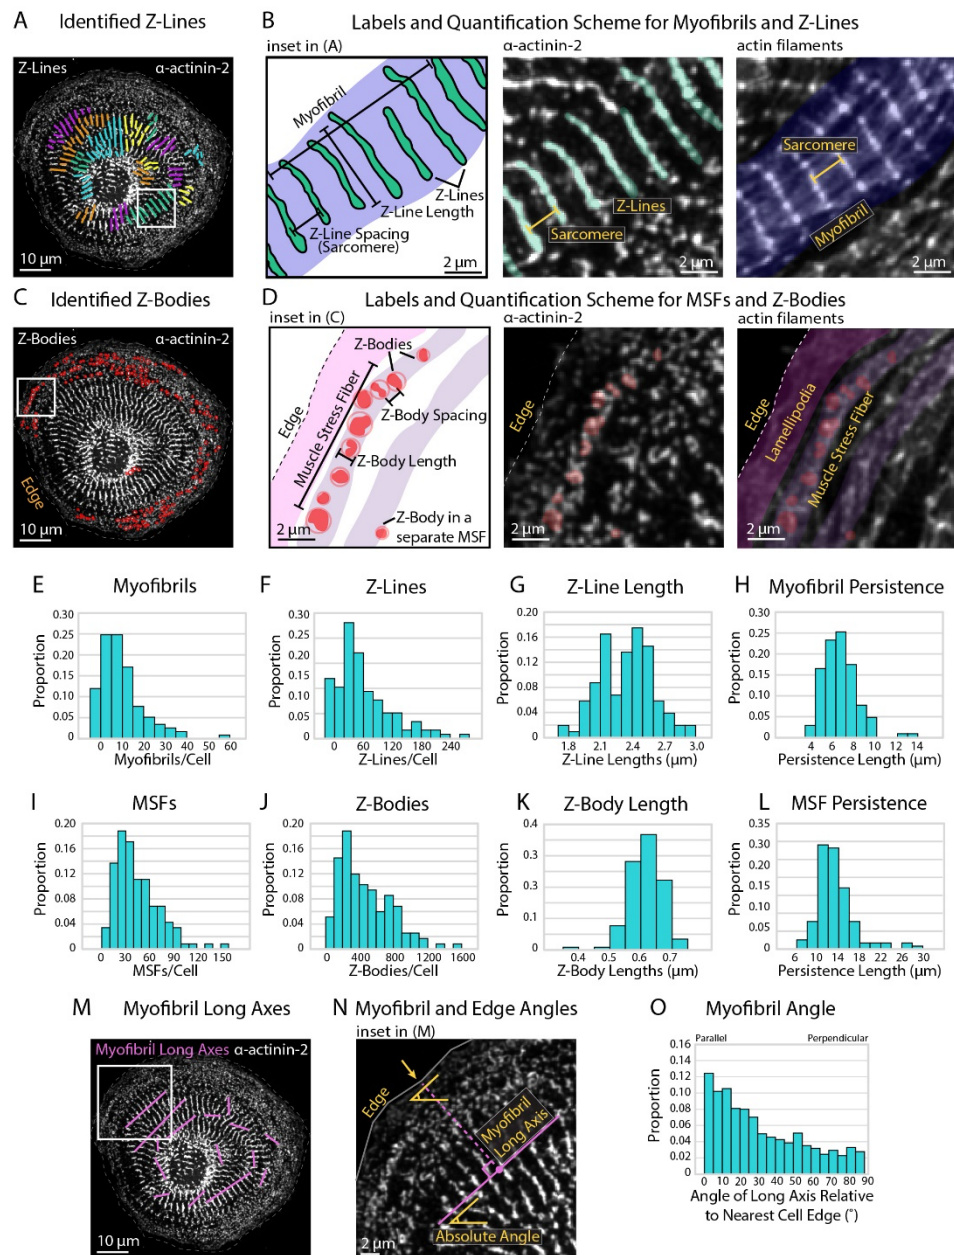 A Identified Z-Lines
Z-Lines α-actinin-2
10 µm
B Labels and Quantification Scheme for Myofibrils and Z-Lines
inset in (A)
Myofibril
Z-Lines
Z-Line Length
Z-Line Spacing
(Sarcomere)
2 µm
α-actinin-2
Z-Lines
Sarcomere
2 µm
actin filaments
Sarcomere
Myofibril
2 µm
C Identified Z-Bodies
Z-Bodies α-actinin-2
Edge
10 µm
D Labels and Quantification Scheme for MSFs and Z-Bodies
inset in (C)
Z-Bodies
Edge
Muscle Stress Fiber
Z-Body Spacing
Z-Body Length
Z-Body in a
separate MSF
2 µm
α-actinin-2
Edge
2 µm
actin filaments
Edge
Lamellipodia
Muscle Stress Fiber
2 µm
E Myofibrils
Proportion
0.30
0.25
0.20
0.15
0.10
0.05
0
0 10 20 30 40 50 60
Myofibrils/Cell
F Z-Lines
Proportion
0.30
0.25
0.20
0.15
0.10
0.05
0
0 60 120 180 240
Z-Lines/Cell
G Z-Line Length
Proportion
0.20
0.16
0.12
0.08
0.04
0
1.8 2.1 2.4 2.7 3.0
Z-Line Lengths (µm)
H Myofibril Persistence
Proportion
0.30
0.25
0.20
0.15
0.10
0.05
0
4 6 8 10 12 14
Persistence Length (µm)
I MSFs
Proportion
0.20
0.16
0.12
0.08
0.04
0
0 30 60 90 120 150
MSFs/Cell
J Z-Bodies
Proportion
0.20
0.16
0.12
0.08
0.04
0
0 400 800 1200 1600
Z-Bodies/Cell
K Z-Body Length
Proportion
0.4
0.3
0.3
0.1
0
0.4 0.5 0.6 0.7
Z-Body Lengths (µm)
L MSF Persistence
Proportion
0.35
0.30
0.20
0.15
0.10
0.05
0
6 10 14 18 22 26 30
Persistence Length (µm)
M Myofibril Long Axes
Myofibril Long Axes α-actinin-2
10 µm
N Myofibril and Edge Angles
inset in (M)
Edge
Myofibril
Long Axis
Absolute Angle
2 µm
O Myofibril Angle
Parallel Perpendicular
Proportion
0.16
0.14
0.12
0.10
0.08
0.06
0.04
0.02
0
0 10 20 30 40 50 60 70 80 90
Angle of Long Axis Relative
to Nearest Cell Edge (°)